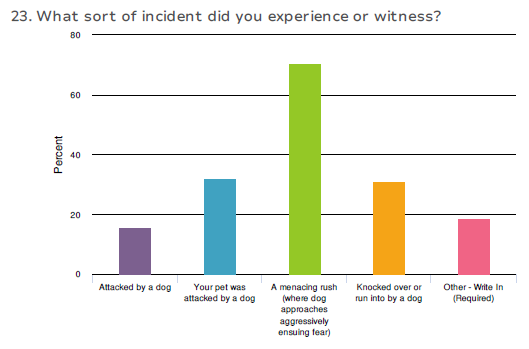 23. What sort of incident did you experience or witness?
80
60
40
20
0
Percent
Attacked by a dog
Your pet was
attacked by a dog
A menacing rush
(where dog
approaches
aggressively
ensuing fear)
Knocked over or
run into by a dog
Other - Write In
(Required)